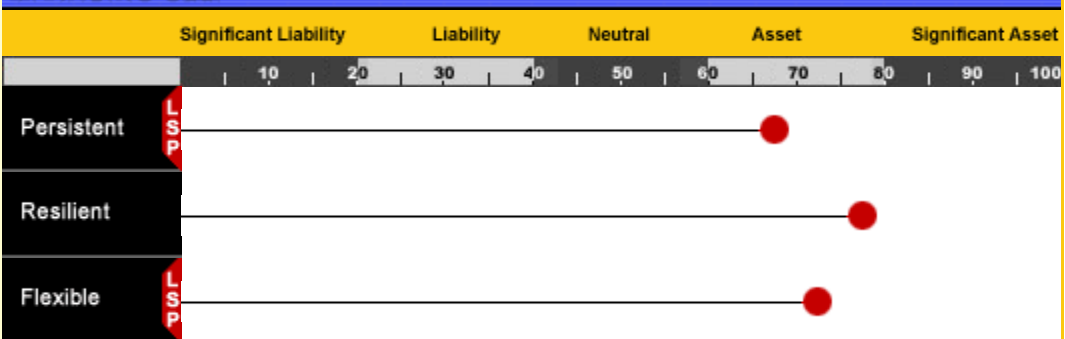 Significant Liability Liability Neutral Asset Significant Asset
10 20 30 40 50 60 70 80 90 100
Persistent LSP
Resilient
Flexible LSP